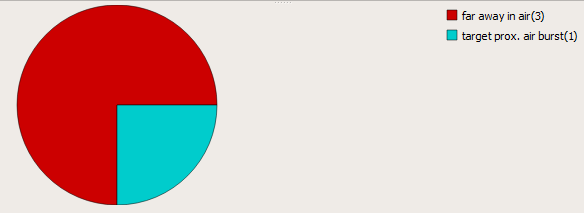 far away in air(3)
target prox. air burst(1)